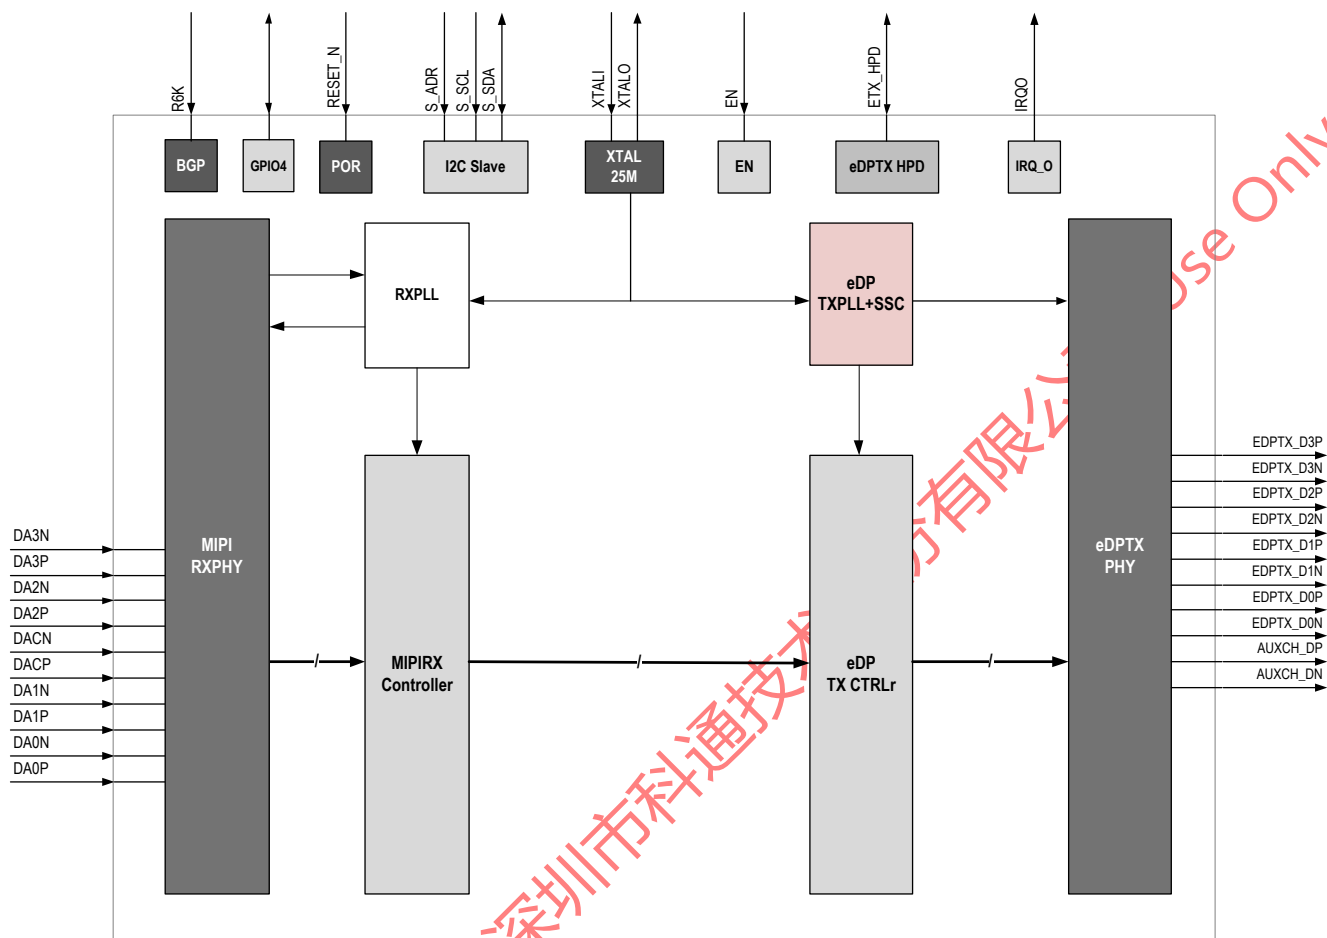 R6K
RESET_N
S_ADR
S_SCL
S_SDA
XTALI
XTALO
EN
ETX_HPD
IRQO
BGP
GPIO4
POR
I2C Slave
XTAL
25M
EN
eDPTX HPD
IRQ_O
RXPLL
eDP
TXPLL+SSC
MIPI
RXPHY
MIPIRX
Controller
eDP
TX CTRLr
eDPTX
PHY
DA3N
DA3P
DA2N
DA2P
DACN
DACP
DA1N
DA1P
DA0N
DA0P
EDPTX_D3P
EDPTX_D3N
EDPTX_D2P
EDPTX_D2N
EDPTX_D1P
EDPTX_D1N
EDPTX_D0P
EDPTX_D0N
AUXCH_DP
AUXCH_DN
深圳市科通技术份有限公 Use Only